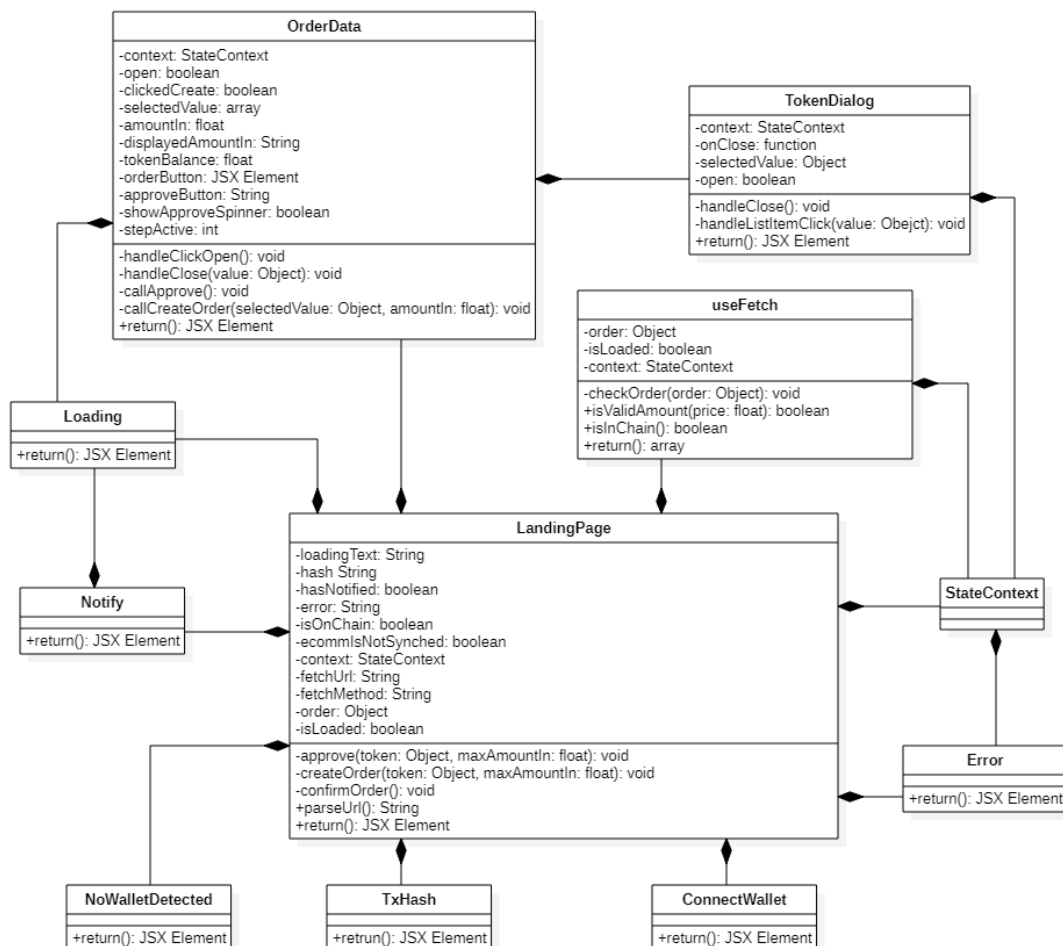 OrderData
-context: StateContext
-open: boolean
-clickedCreate: boolean
-selectedValue: array
-amountIn: float
-displayedAmountIn: String
-tokenBalance: float
-orderButton: JSX Element
-approveButton: String
-showApproveSpinner: boolean
-stepActive: int
-handleClickOpen(): void
-handleClose(value: Object): void
-callApprove(): void
-callCreateOrder(selectedValue: Object, amountIn: float): void
+return(): JSX Element
TokenDialog
-context: StateContext
-onClose: function
-selectedValue: Object
-open: boolean
-handleClose(): void
-handleListItemClick(value: Obejct): void
+return(): JSX Element
useFetch
-order: Object
-isLoaded: boolean
-context: StateContext
-checkOrder(order: Object): void
+isValidAmount(price: float): boolean
+isInChain(): boolean
+return(): array
Loading
+return(): JSX Element
LandingPage
-loadingText: String
-hash String
-hasNotified: boolean
-error: String
-isOnChain: boolean
-ecommIsNotSynched: boolean
-context: StateContext
-fetchUrl: String
-fetchMethod: String
-order: Object
-isLoaded: boolean
-approve(token: Object, maxAmountIn: float): void
-createOrder(token: Object, maxAmountIn: float): void
-confirmOrder(): void
+parseUrl(): String
+return(): JSX Element
Notify
+return(): JSX Element
StateContext
Error
+return(): JSX Element
NoWalletDetected
+return(): JSX Element
TxHash
+retrun(): JSX Element
ConnectWallet
+return(): JSX Element